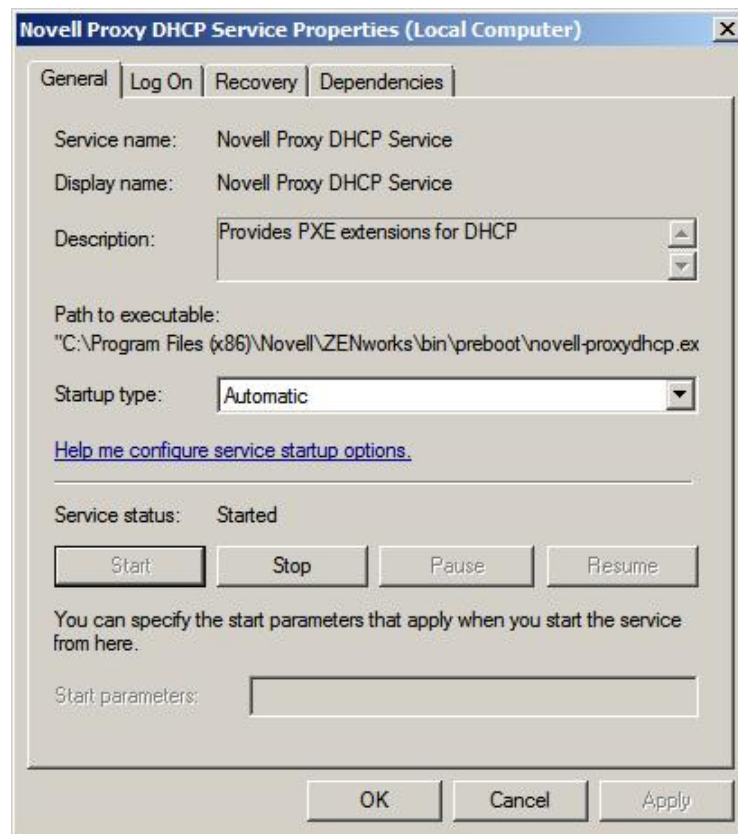 Novell Proxy DHCP Service Properties (Local Computer)
General
Log On
Recovery
Dependencies
Service name:
Novell Proxy DHCP Service
Display name:
Novell Proxy DHCP Service
Description:
Provides PXE extensions for DHCP
Path to executable:
"C:\Program Files (x86)\Novell\ZENworks\bin\preboot\novell-proxydhcp.ex
Startup type:
Automatic
Help me configure service startup options.
Service status:
Started
Start
Stop
Pause
Resume
You can specify the start parameters that apply when you start the service
from here.
Start parameters:
OK
Cancel
Apply